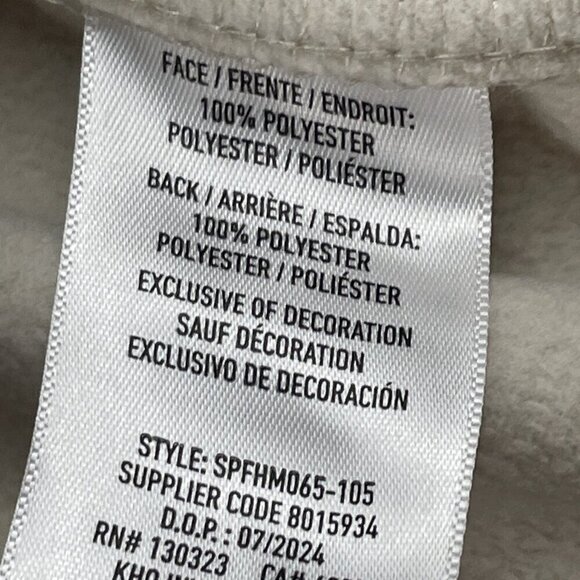 FACE / FRENTE / ENDROIT:
100% POLYESTER
POLYESTER / POLIÉSTER
BACK / ARRIÈRE / ESPALDA:
100% POLYESTER
POLYESTER / POLIÉSTER
EXCLUSIVE OF DECORATION
SAUF DÉCORATION
EXCLUSIVO DE DECORACIÓN
STYLE: SPFHM065-105
SUPPLIER CODE 8015934
D.O.P.: 07/2024
RN# 130323 CA#